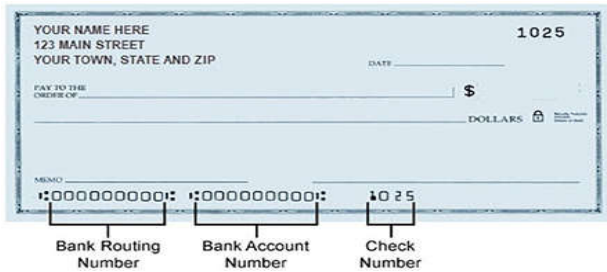 YOUR NAME HERE
1025
123 MAIN STREET
YOUR TOWN, STATE AND ZIP
DATE
PAY TO THE
ORDER OF
$
DOLLARS
MEMO
⑆000000000⑆ ⑆000000000⑆ 1025
Bank Routing Number
Bank Account Number
Check Number